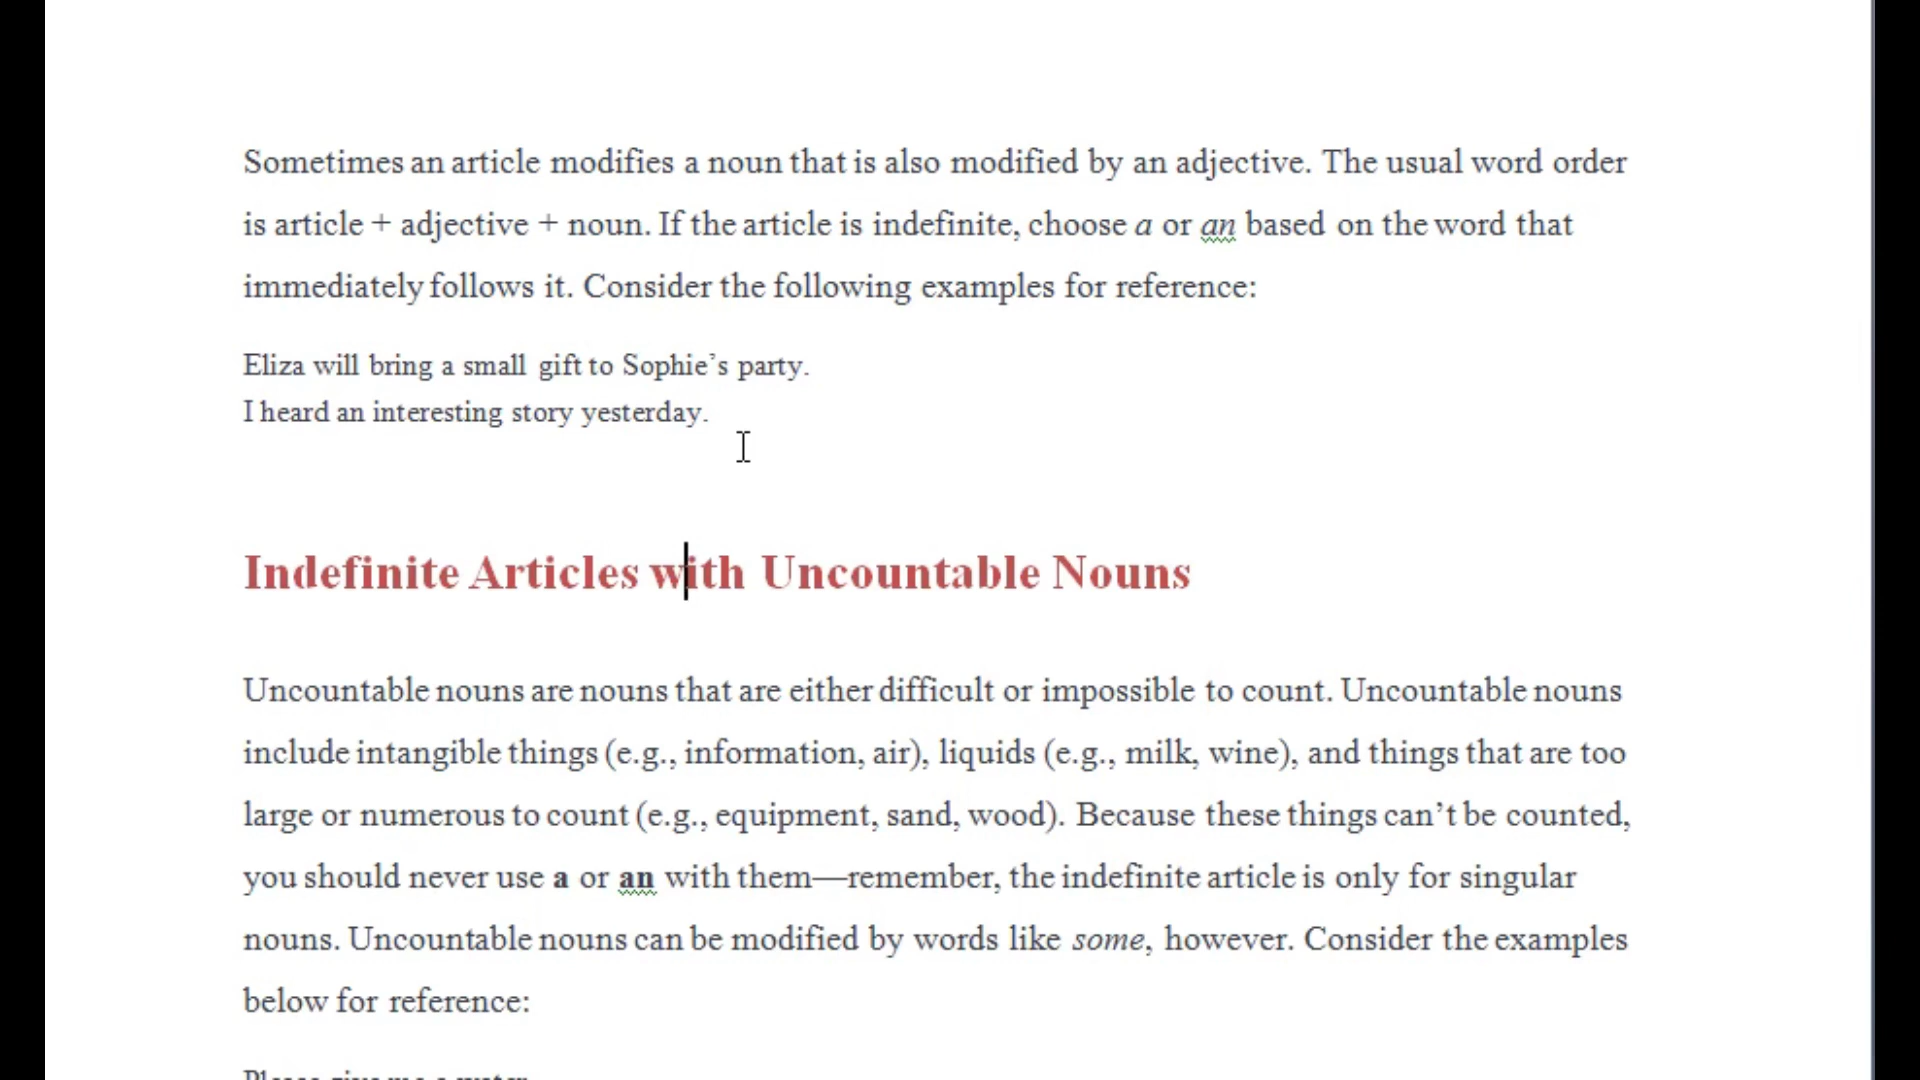 Sometimes an article modifies a noun that is also modified by an adjective. The usual word order
is article + adjective + noun. If the article is indefinite, choose a or an based on the word that
immediately follows it. Consider the following examples for reference:
Eliza will bring a small gift to Sophie’s party.
I heard an interesting story yesterday.
Indefinite Articles with Uncountable Nouns
Uncountable nouns are nouns that are either difficult or impossible to count. Uncountable nouns
include intangible things (e.g., information, air), liquids (e.g., milk, wine), and things that are too
large or numerous to count (e.g., equipment, sand, wood). Because these things can’t be counted,
you should never use a or an with them—remember, the indefinite article is only for singular
nouns. Uncountable nouns can be modified by words like some, however. Consider the examples
below for reference:
Please give me a water